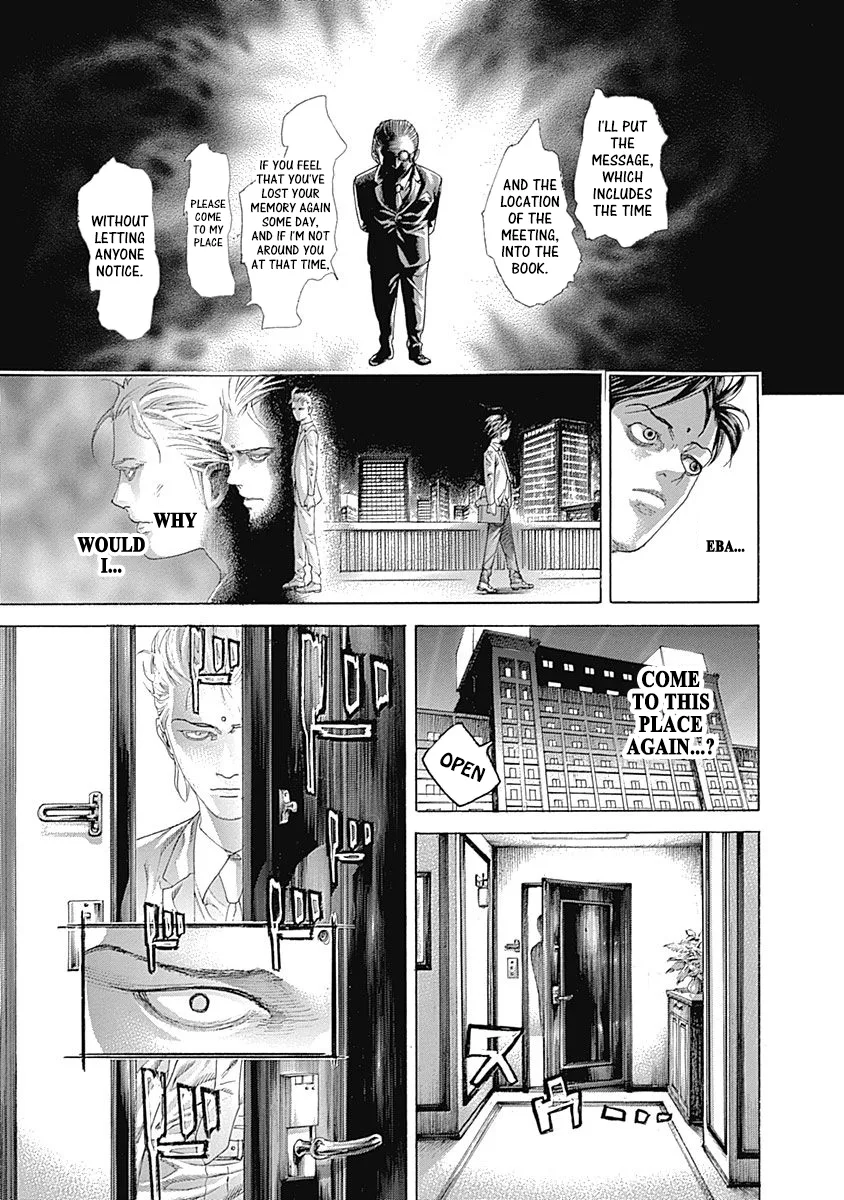 I'LL PUT
THE
MESSAGE,
WHICH
INCLUDES
THE TIME
AND THE
LOCATION
OF THE
MEETING,
INTO THE
BOOK.
IF YOU FEEL
THAT YOU'VE
LOST YOUR
MEMORY AGAIN
SOME DAY,
AND IF I'M NOT
AROUND YOU
AT THAT TIME.
PLEASE
COME
TO MY
PLACE
WITHOUT
LETTING
ANYONE
NOTICE.
EBA...
WHY
WOULD
I...
COME
TO THIS
PLACE
AGAIN...?
OPEN